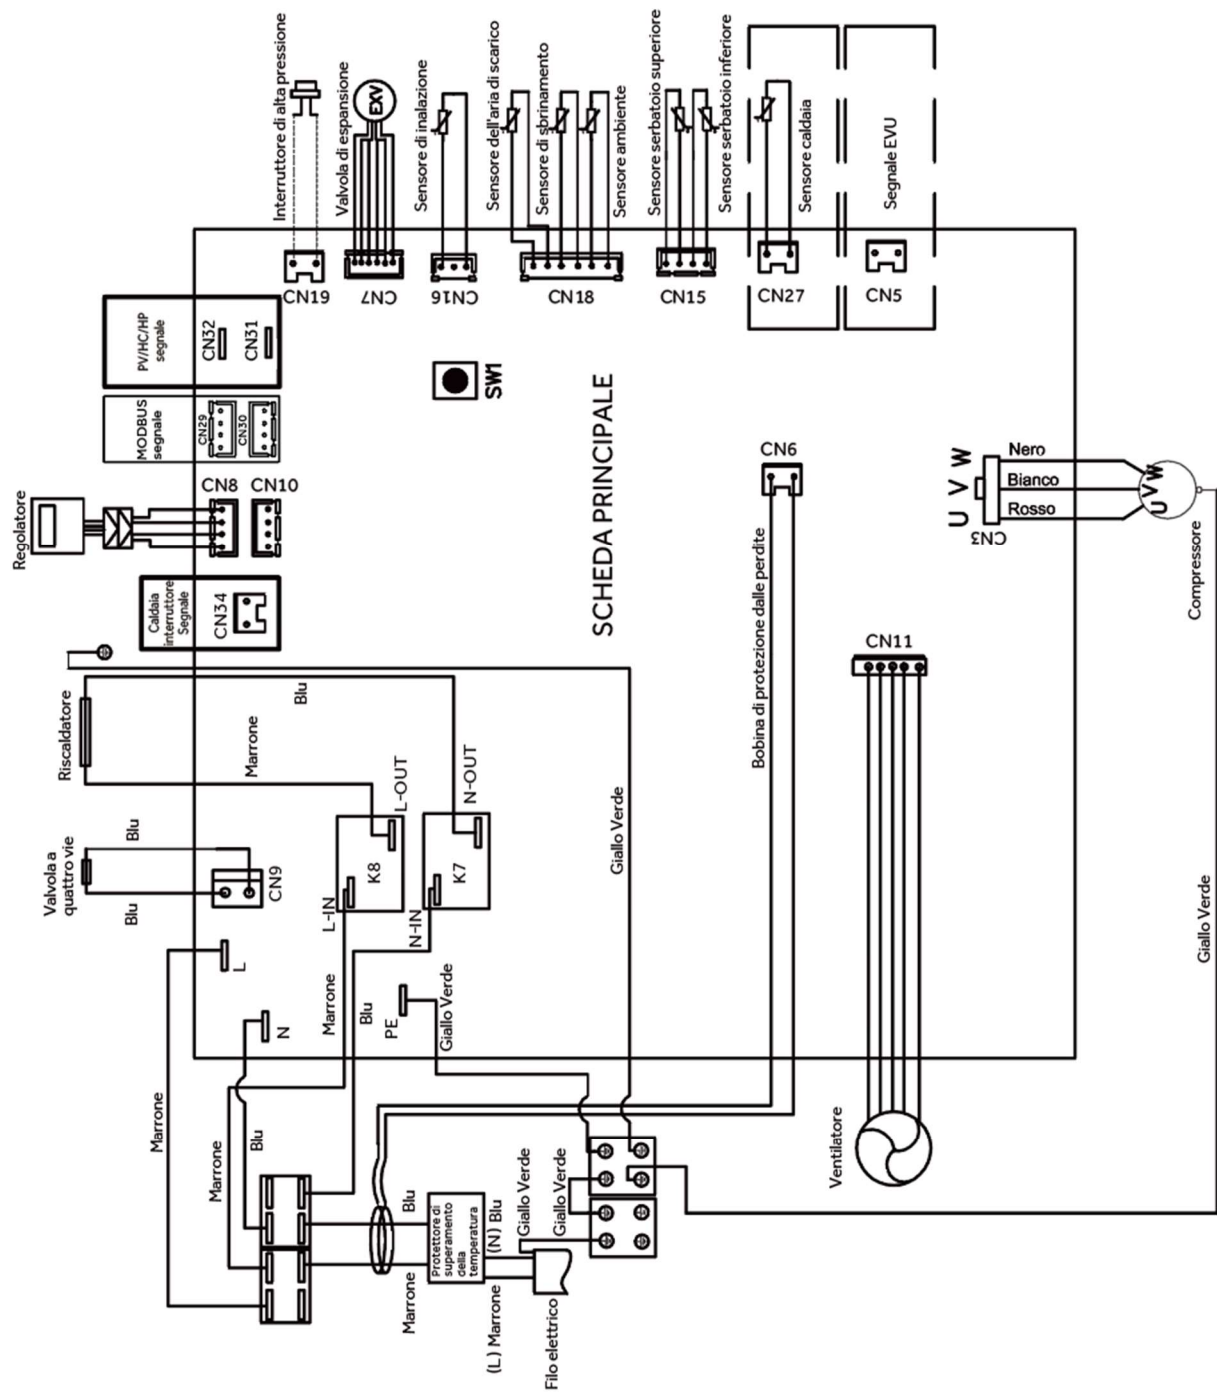 Interruttore di alta pressione
Valvola di espansione
EXV
Sensore di inalazione
Sensore dell'aria di scarico
Sensore di sbrinamento
Sensore ambiente
Sensore serbatoio superiore
Sensore serbatoio inferiore
Sensore caldaia
Segnale EVU
CN19
CN7
CN16
CN18
CN15
CN27
CN5
PV/HC/HP
segnale
CN32
CN31
MODBUS
segnale
CN29
CN30
SW1
SCHEDA PRINCIPALE
Regolatore
CN8
CN10
Caldaia
interruttore
Segnale
CN34
CN6
U V W
CN3
Nero
Bianco
Rosso
U V W
Compressore
Bobina di protezione dalle perdite
CN11
Riscaldatore
Blu
Marrone
L-OUT
N-OUT
Giallo Verde
Valvola a
quattro vie
Blu
Blu
CN9
K8
K7
L-IN
N-IN
L
N
PE
Marrone
Blu
Giallo Verde
Giallo Verde
Marrone
Marrone
Blu
Ventilatore
Blu
Marrone
Protettore di
superamento
della
temperatura
(N) Blu
(L) Marrone
Giallo Verde
Giallo Verde
Filo elettrico